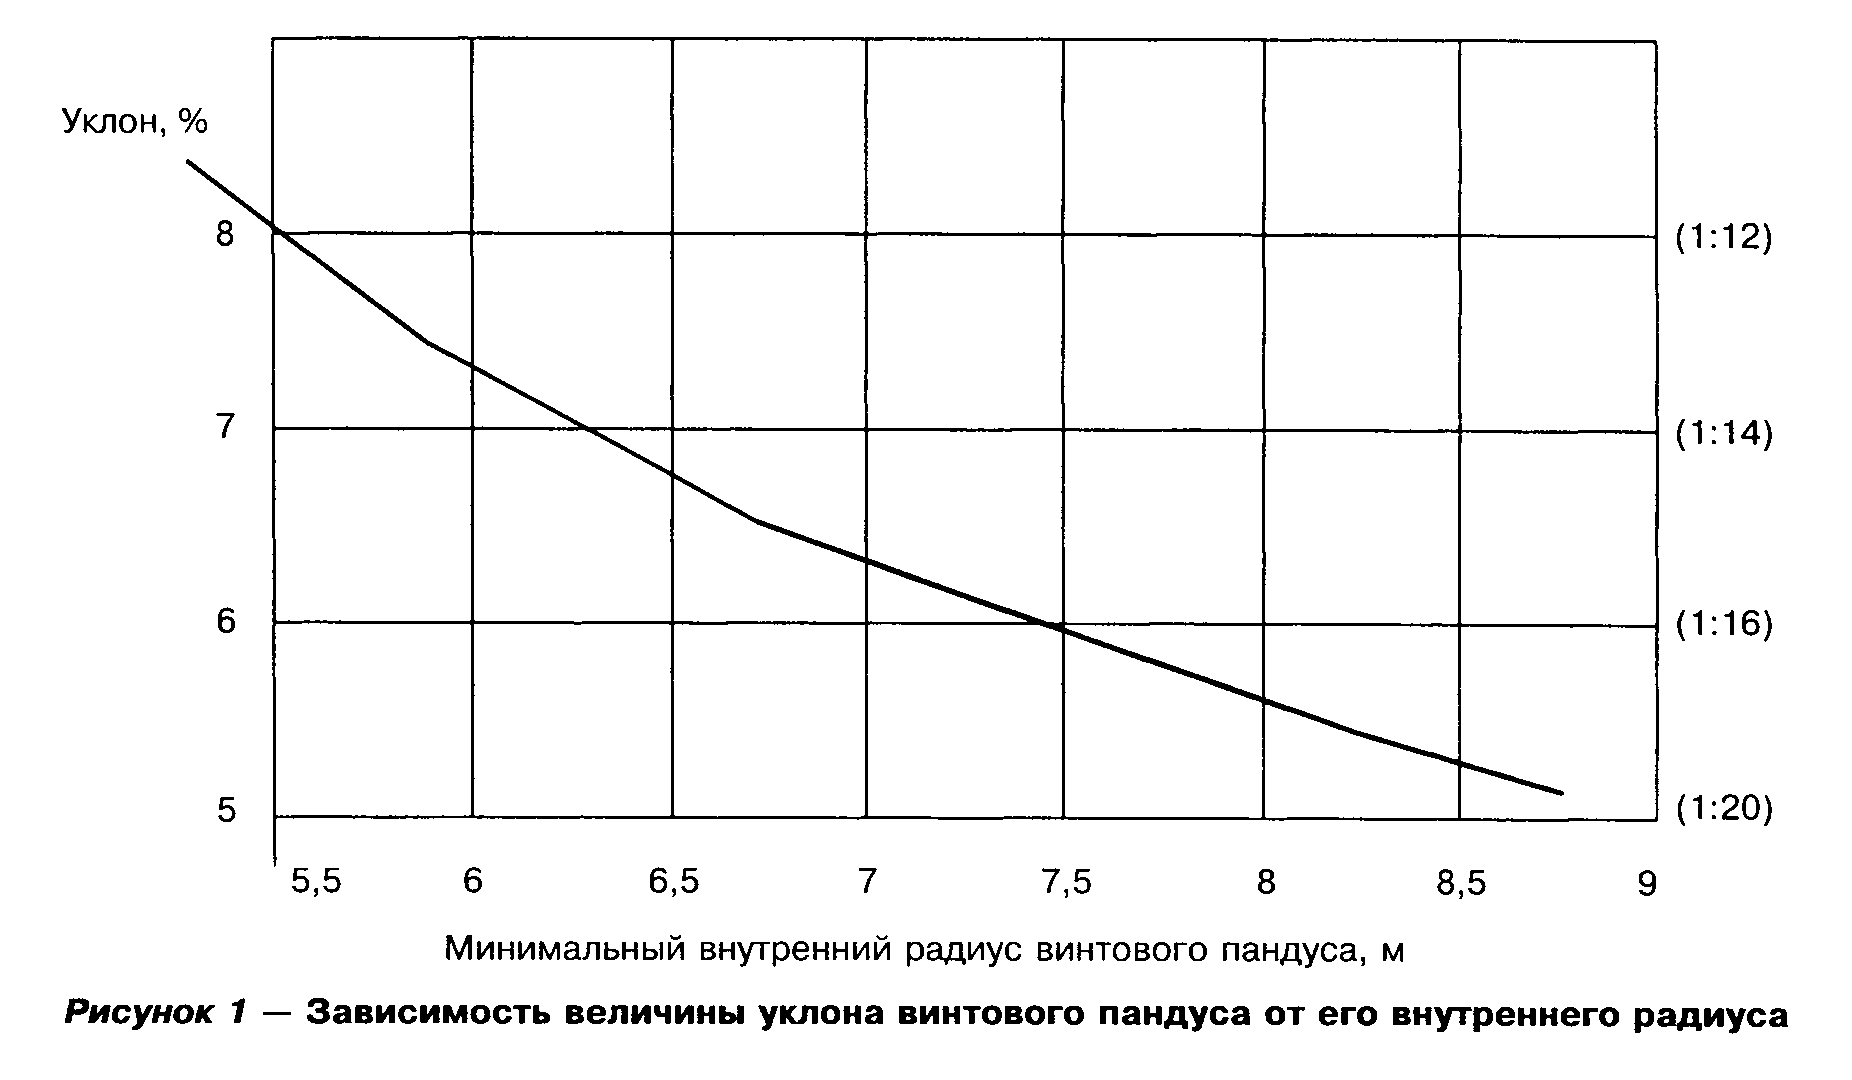 Уклон, %
8
(1:12)
7
(1:14)
6
(1:16)
5
(1:20)
5,5 6 6,5 7 7,5 8 8,5 9
Минимальный внутренний радиус винтового пандуса, м
Рисунок 1 — Зависимость величины уклона винтового пандуса от его внутреннего радиуса